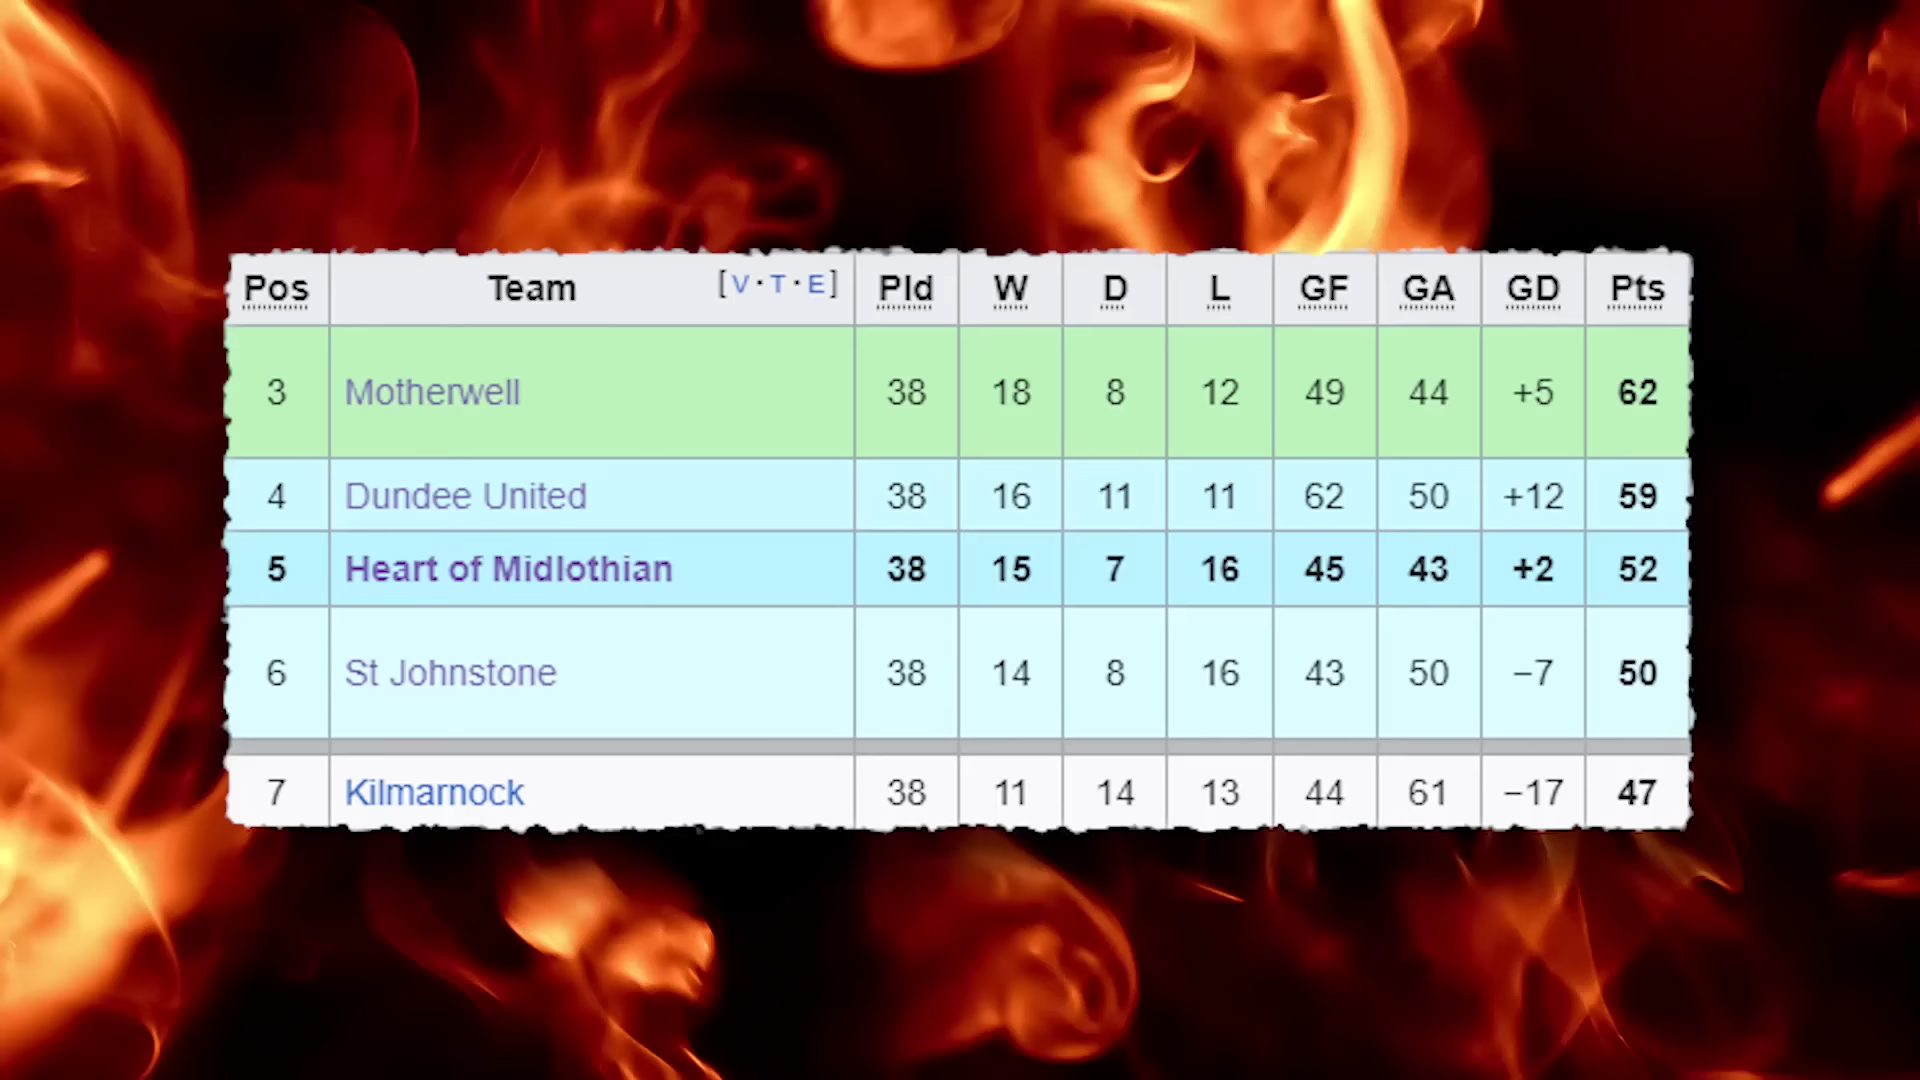 Pos Team [V·T·E] Pld W D L GF GA GD Pts
3 Motherwell 38 18 8 12 49 44 +5 62
4 Dundee United 38 16 11 11 62 50 +12 59
5 Heart of Midlothian 38 15 7 16 45 43 +2 52
6 St Johnstone 38 14 8 16 43 50 −7 50
7 Kilmarnock 38 11 14 13 44 61 −17 47